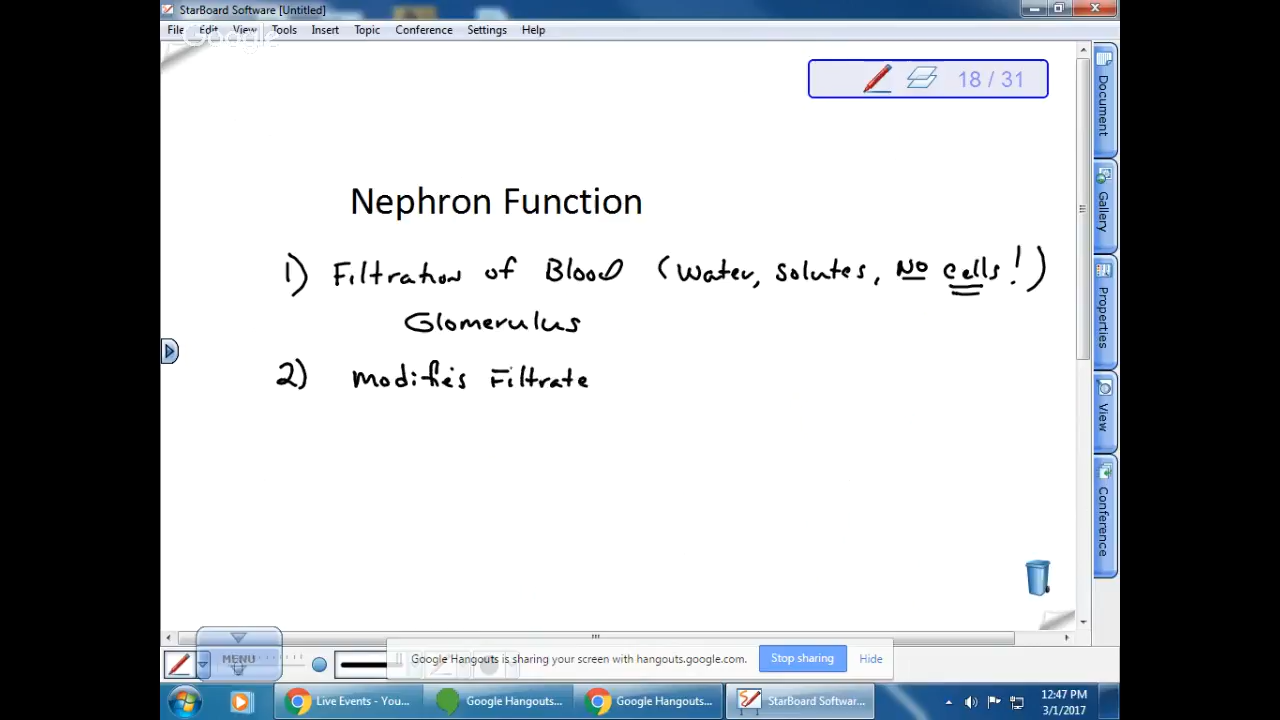 StarBoard Software [Untitled]
File Edit View Tools Insert Topic Conference Settings Help
Google
18 / 31
Nephron Function
1) Filtration of Blood (Water, Solutes, No cells!)
Glomerulus
2) Modifies Filtrate
Document
Gallery
Properties
View
Conference
MENU
Google Hangouts is sharing your screen with hangouts.google.com. Stop sharing Hide
Live Events - You... Google Hangouts... Google Hangouts... StarBoard Softwar...
12:47 PM
3/1/2017